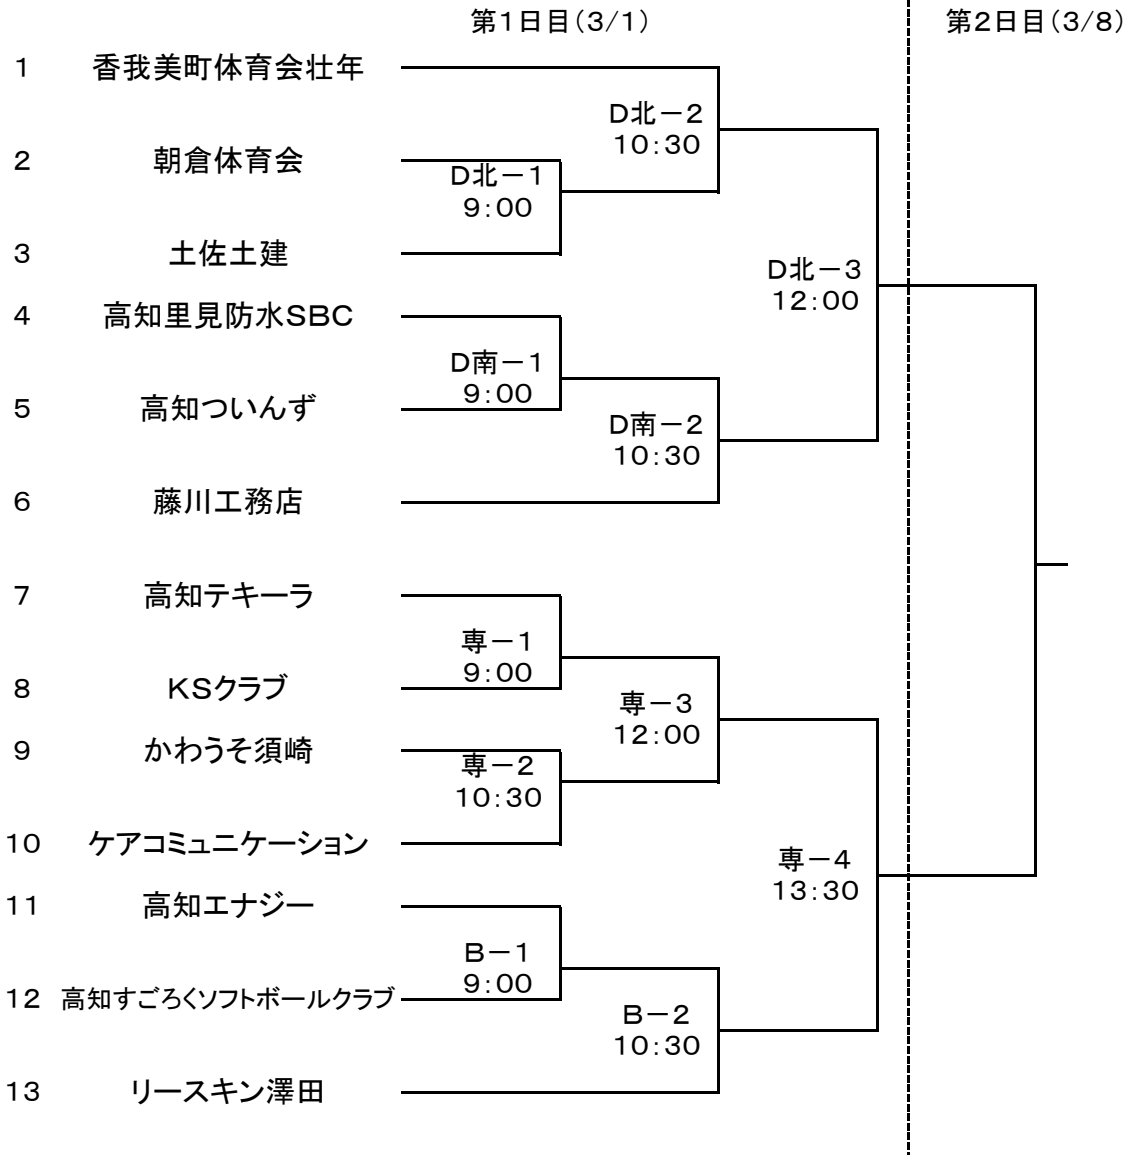 第1日目(3/1)
第2日目(3/8)
1 香我美町体育会壮年
D北-2
10:30
2 朝倉体育会
D北-1
9:00
3 土佐土建
D北-3
12:00
4 高知里見防水SBC
D南-1
9:00
5 高知ついんず
D南-2
10:30
6 藤川工務店
7 高知テキーラ
専-1
9:00
8 KSクラブ
専-3
12:00
9 かわうそ須崎
専-2
10:30
10 ケアコミュニケーション
専-4
13:30
11 高知エナジー
B-1
9:00
12 高知すごろくソフトボールクラブ
B-2
10:30
13 リースキン澤田